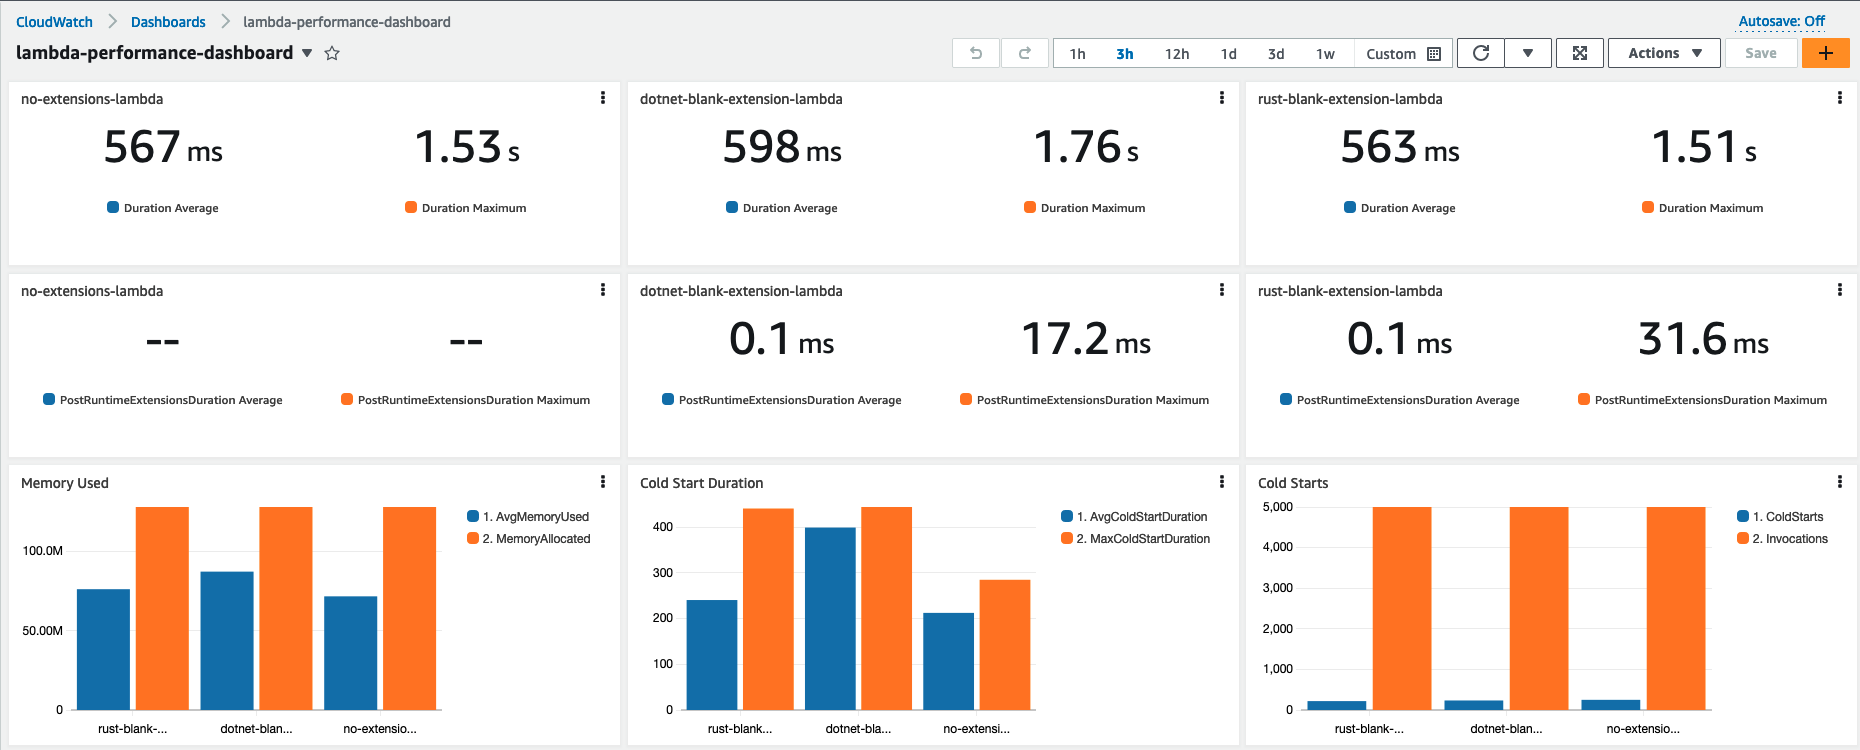 CloudWatch > Dashboards > lambda-performance-dashboard
Autosave: Off
lambda-performance-dashboard
1h 3h 12h 1d 3d 1w Custom
Actions
Save
no-extensions-lambda
567 ms
1.53 s
Duration Average
Duration Maximum
dotnet-blank-extension-lambda
598 ms
1.76 s
Duration Average
Duration Maximum
rust-blank-extension-lambda
563 ms
1.51 s
Duration Average
Duration Maximum
no-extensions-lambda
--
--
PostRuntimeExtensionsDuration Average
PostRuntimeExtensionsDuration Maximum
dotnet-blank-extension-lambda
0.1 ms
17.2 ms
PostRuntimeExtensionsDuration Average
PostRuntimeExtensionsDuration Maximum
rust-blank-extension-lambda
0.1 ms
31.6 ms
PostRuntimeExtensionsDuration Average
PostRuntimeExtensionsDuration Maximum
Memory Used
100.0M
50.00M
0
rust-blank-...
dotnet-blan...
no-extensio...
1. AvgMemoryUsed
2. MemoryAllocated
Cold Start Duration
400
300
200
100
0
rust-blank...
dotnet-bla...
no-extensi...
1. AvgColdStartDuration
2. MaxColdStartDuration
Cold Starts
5,000
4,000
3,000
2,000
1,000
0
rust-blank-...
dotnet-blan...
no-extensio...
1. ColdStarts
2. Invocations